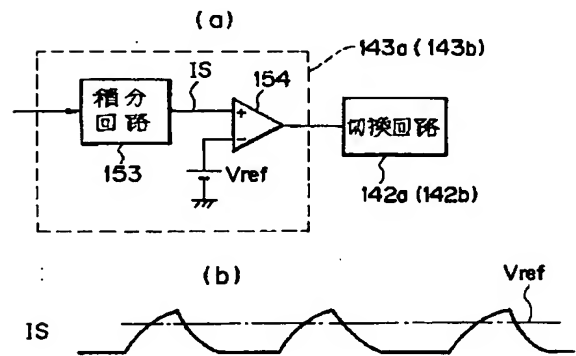 (a)
143a (143b)
積分
回路
153
IS
154
+
−
Vref
切換回路
142a (142b)
(b)
Vref
IS